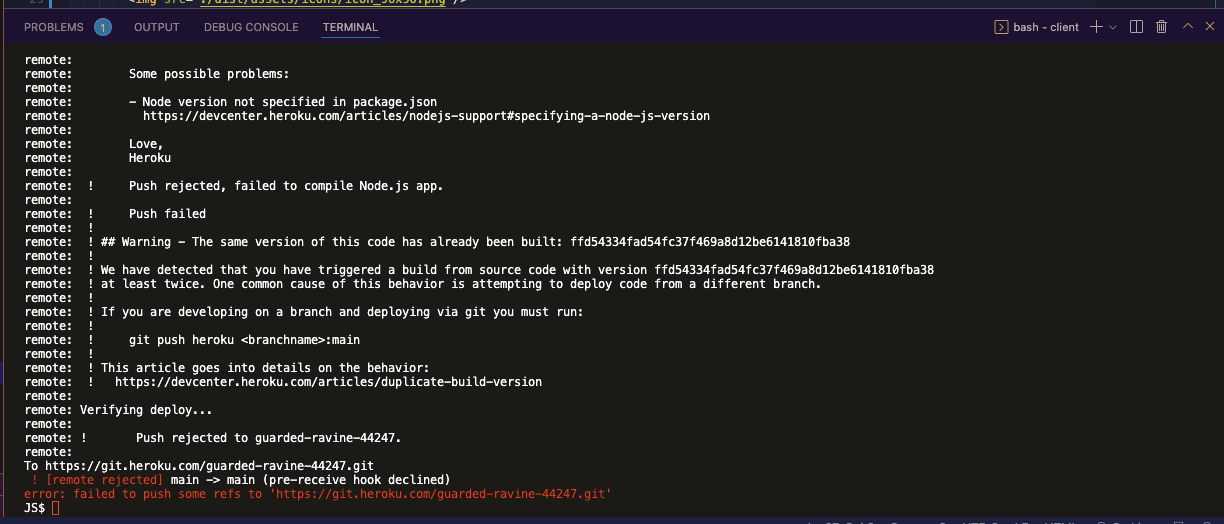 <img src="./dist/assets/icons/icon_96x96.png"/>
PROBLEMS 1 OUTPUT DEBUG CONSOLE TERMINAL bash - client
remote:
remote: Some possible problems:
remote:
remote: - Node version not specified in package.json
remote: https://devcenter.heroku.com/articles/nodejs-support#specifying-a-node-js-version
remote:
remote: Love,
remote: Heroku
remote:
remote: ! Push rejected, failed to compile Node.js app.
remote:
remote: ! Push failed
remote: !
remote: ! ## Warning - The same version of this code has already been built: ffd54334fad54fc37f469a8d12be6141810fba38
remote: !
remote: ! We have detected that you have triggered a build from source code with version ffd54334fad54fc37f469a8d12be6141810fba38
remote: ! at least twice. One common cause of this behavior is attempting to deploy code from a different branch.
remote: !
remote: ! If you are developing on a branch and deploying via git you must run:
remote: !
remote: ! git push heroku <branchname>:main
remote: !
remote: ! This article goes into details on the behavior:
remote: ! https://devcenter.heroku.com/articles/duplicate-build-version
remote:
remote: Verifying deploy...
remote:
remote: ! Push rejected to guarded-ravine-44247.
remote:
To https://git.heroku.com/guarded-ravine-44247.git
! [remote rejected] main -> main (pre-receive hook declined)
error: failed to push some refs to 'https://git.heroku.com/guarded-ravine-44247.git'
JS$